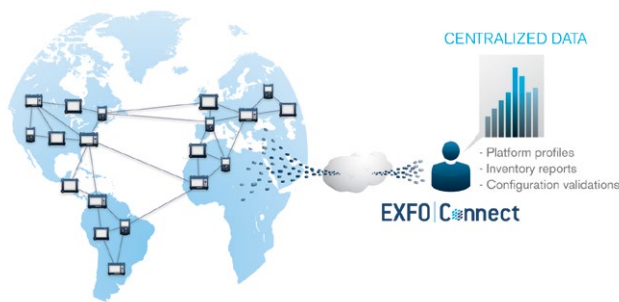 CENTRALIZED DATA
- Platform profiles
- Inventory reports
- Configuration validations
EXFO | Connect